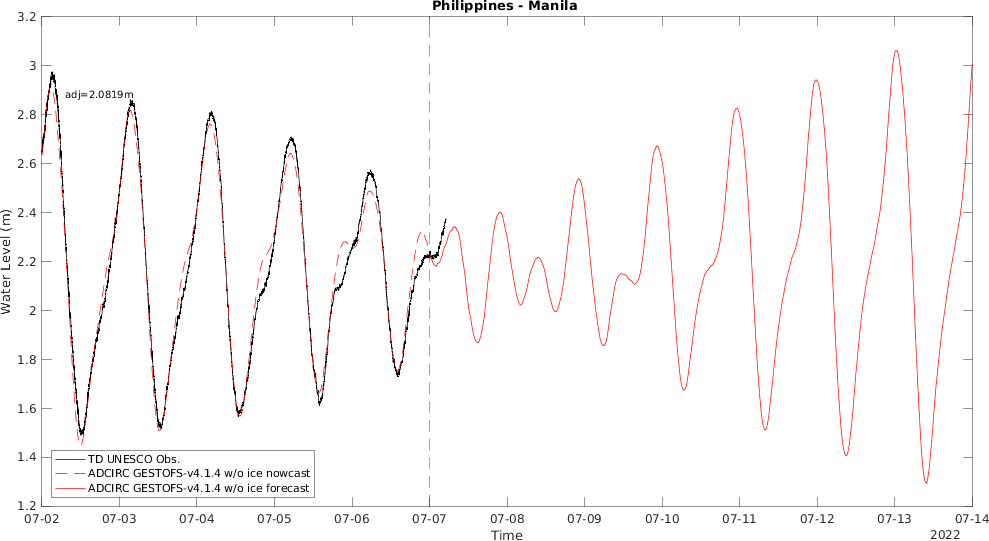 Philippines - Manila
3.2
3
2.8
2.6
2.4
2.2
2
1.8
1.6
1.4
1.2
Water Level (m)
adj=2.0819m
TD UNESCO Obs.
ADCIRC GESTOFS-v4.1.4 w/o ice nowcast
ADCIRC GESTOFS-v4.1.4 w/o ice forecast
07-02 07-03 07-04 07-05 07-06 07-07 07-08 07-09 07-10 07-11 07-12 07-13 07-14
Time
2022